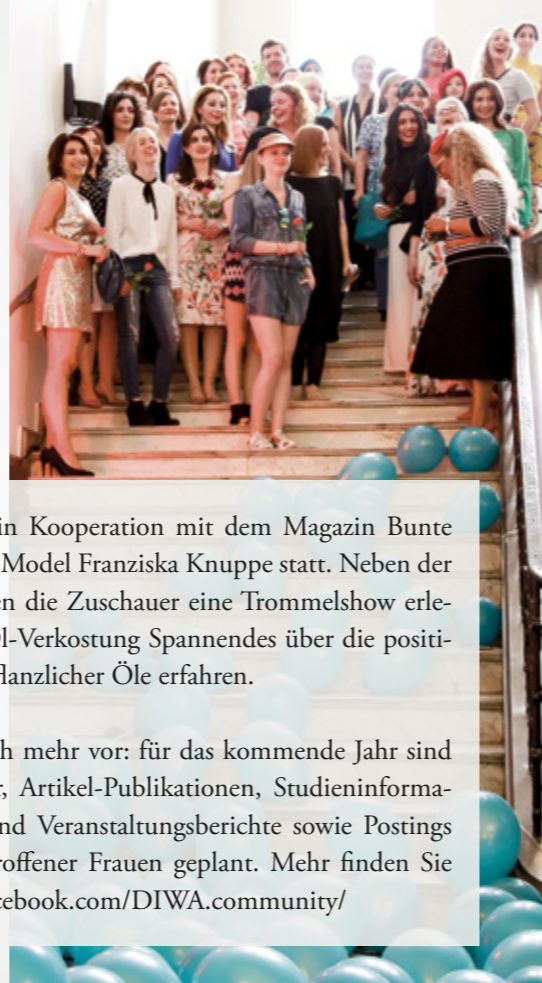 in Kooperation mit dem Magazin Bunte
Model Franziska Knuppe statt. Neben der
en die Zuschauer eine Trommelshow erle-
l-Verkostung Spannendes über die positi-
flanzlicher Öle erfahren.
h mehr vor: für das kommende Jahr sind
r, Artikel-Publikationen, Studieninforma-
nd Veranstaltungsberichte sowie Postings
roffener Frauen geplant. Mehr finden Sie
cebook.com/DIWA.community/